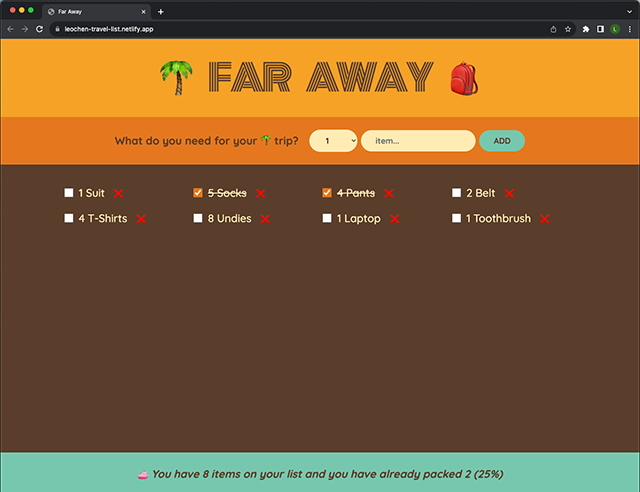 Far Away
leochen-travel-list.netlify.app
L
FAR AWAY
What do you need for your 🌴 trip? 1 item... ADD
1 Suit ❌ 5 Socks ❌ 4 Pants ❌ 2 Belt ❌
4 T-Shirts ❌ 8 Undies ❌ 1 Laptop ❌ 1 Toothbrush ❌
You have 8 items on your list and you have already packed 2 (25%)